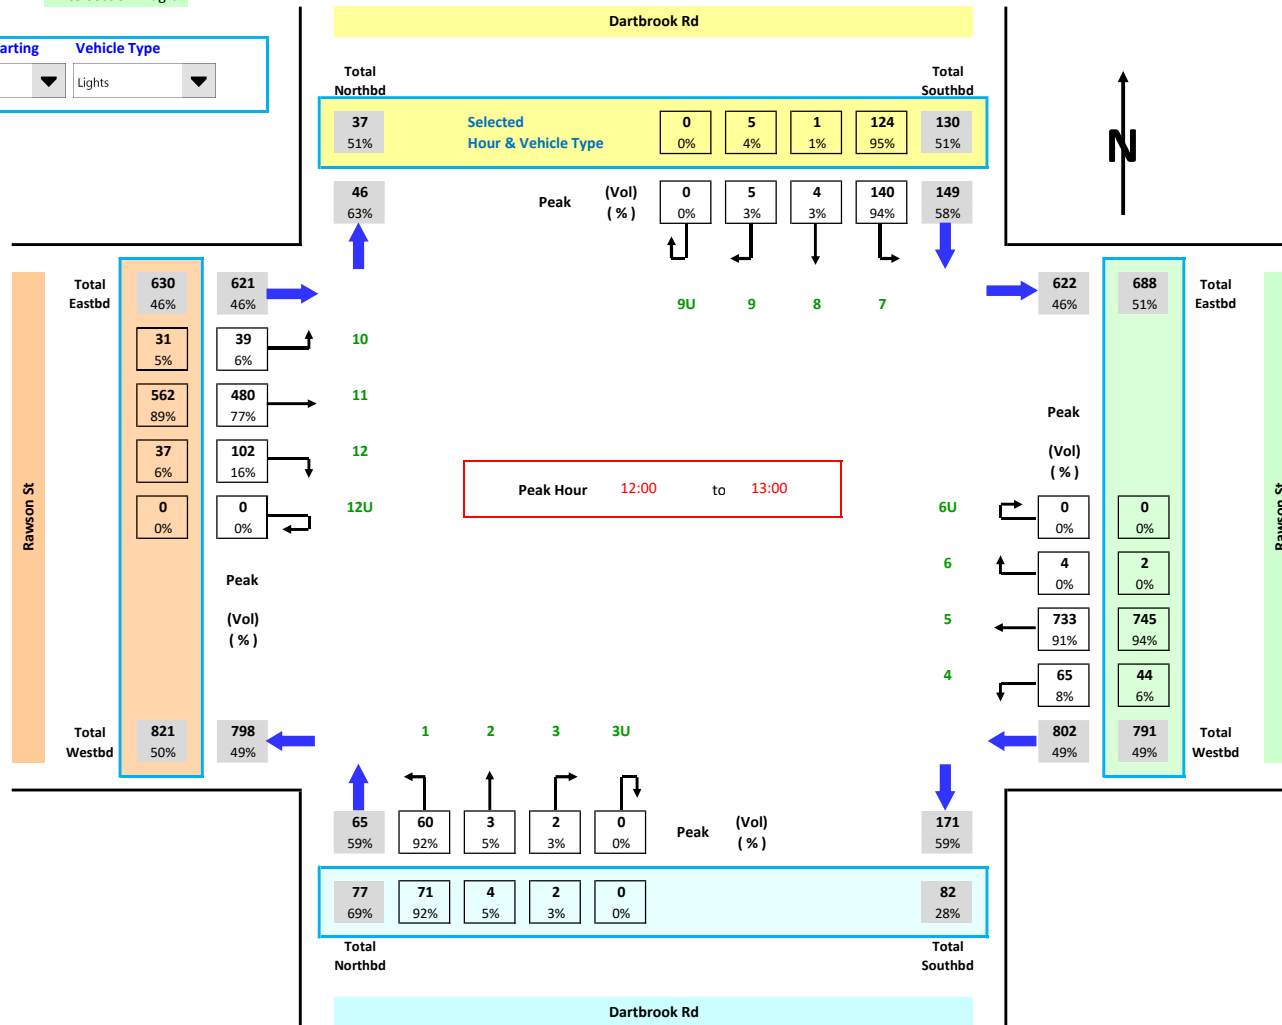 Dartbrook Rd
arting Vehicle Type
Lights
Total
Northbd
Total
Southbd
37
51%
Selected
Hour & Vehicle Type
0
0%
5
4%
1
1%
124
95%
130
51%
N
46
63%
Peak
(Vol)
( % )
0
0%
5
3%
4
3%
140
94%
149
58%
Total
Eastbd
630
46%
621
46%
9U 9 8 7
622
46%
688
51%
Total
Eastbd
31
5%
39
6%
10
562
89%
480
77%
11
37
6%
102
16%
12
0
0%
0
0%
12U
Peak
(Vol)
( % )
Rawson St
Peak Hour 12:00 to 13:00
Peak
(Vol)
( % )
6U
0
0%
0
0%
6
4
0%
2
0%
5
733
91%
745
94%
4
65
8%
44
6%
Rawson St
Total
Westbd
821
50%
798
49%
1 2 3 3U
802
49%
791
49%
Total
Westbd
65
59%
60
92%
3
5%
2
3%
0
0%
Peak
(Vol)
( % )
171
59%
77
69%
71
92%
4
5%
2
3%
0
0%
82
28%
Total
Northbd
Total
Southbd
Dartbrook Rd